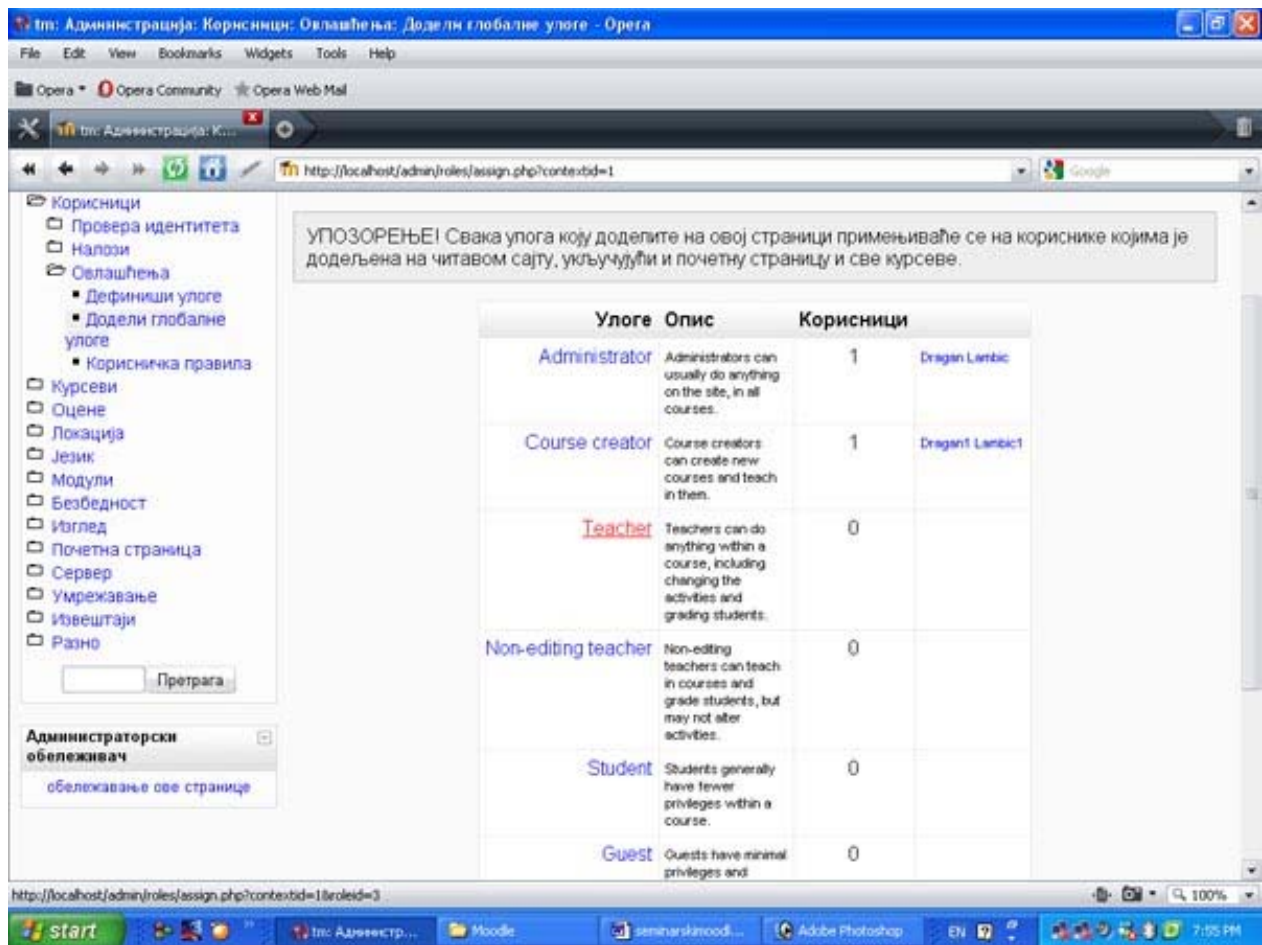 tm: Администрација: Корисници: Овлашћења: Додели глобалне улоге - Opera
File Edit View Bookmarks Widgets Tools Help
Opera Opera Community Opera Web Mail
tm: Администрација: К...
http://localhost/admin/roles/assign.php?contextid=1
Google
Корисници
Провера идентитета
Налози
Овлашћења
Дефиниши улоге
Додели глобалне
улоге
Корисничка правила
Курсеви
Оцене
Локација
Језик
Модули
Безбедност
Изглед
Почетна страница
Сервер
Умрежавање
Извештаји
Разно
Претрага
Администраторски
обележивач
обележавање ове странице
УПОЗОРЕЊЕ! Свака улога коју доделите на овој страници примењиваће се на кориснике којима је
додељена на читавом сајту, укључујући и почетну страницу и све курсеве.
Улоге Опис Корисници
Administrator Administrators can 1 Dragan Lambic
usually do anything
on the site, in all
courses.
Course creator Course creators 1 Dragan1 Lambic1
can create new
courses and teach
in them.
Teacher Teachers can do 0
anything within a
course, including
changing the
activities and
grading students.
Non-editing teacher Non-editing 0
teachers can teach
in courses and
grade students, but
may not alter
activities.
Student Students generally 0
have fewer
privileges within a
course.
Guest Guests have minimal 0
privileges and
http://localhost/admin/roles/assign.php?contextid=1&roleid=3
100%
start tm: Администр... Moodle seminarskimood... Adobe Photoshop EN 7:55 PM